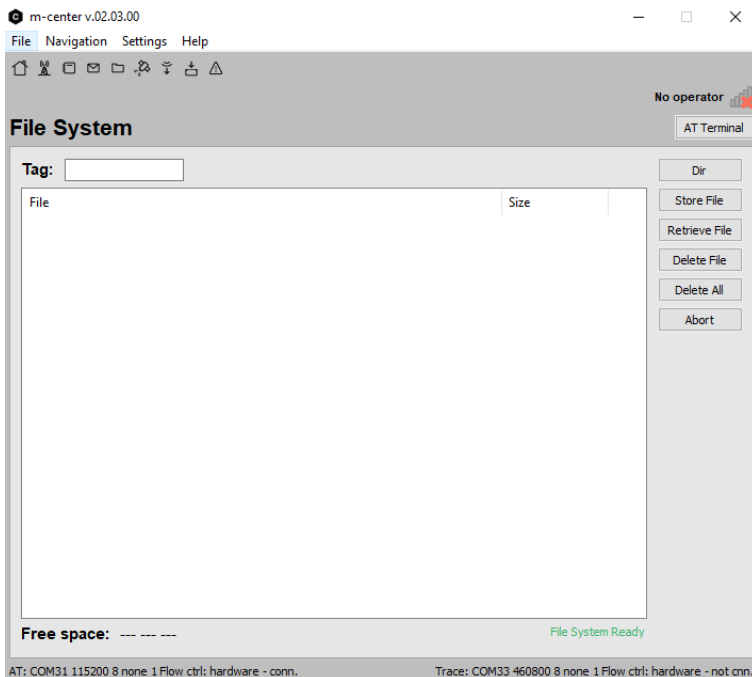 m-center v.02.03.00
File Navigation Settings Help
No operator
File System
AT Terminal
Tag:
Dir
File Size
Store File
Retrieve File
Delete File
Delete All
Abort
Free space: --- --- ---
File System Ready
AT: COM31 115200 8 none 1 Flow ctrl: hardware - conn.
Trace: COM33 460800 8 none 1 Flow ctrl: hardware - not cnn.